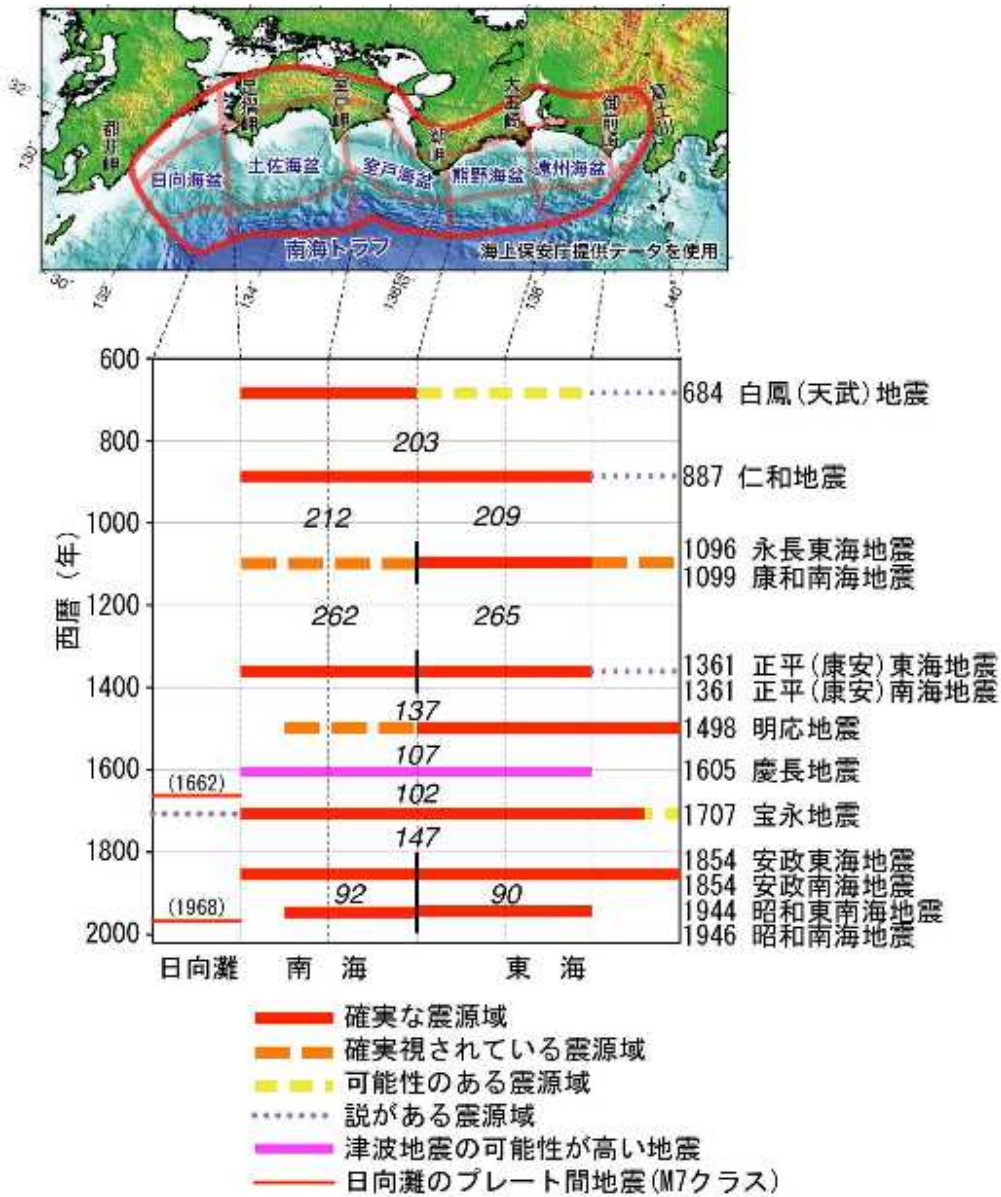 都井岬
足摺岬
室戸岬
潮岬
大王崎
御前崎
富士川
日向海盆
土佐海盆
室戸海盆
熊野海盆
遠州海盆
南海トラフ
海上保安庁提供データを使用
130°
30°
132
134
138°
140°
西暦(年)
600
684 白鳳(天武)地震
203
800
887 仁和地震
212
209
1000
1096 永長東海地震
1099 康和南海地震
1200
262
265
1361 正平(康安)東海地震
1361 正平(康安)南海地震
1400
137
1498 明応地震
107
1600
1605 慶長地震
(1662)
102
1707 宝永地震
147
1800
1854 安政東海地震
1854 安政南海地震
92
90
(1968)
1944 昭和東南海地震
1946 昭和南海地震
2000
日向灘 南 海 東 海
確実な震源域
確実視されている震源域
可能性のある震源域
説がある震源域
津波地震の可能性が高い地震
日向灘のプレート間地震(M7クラス)